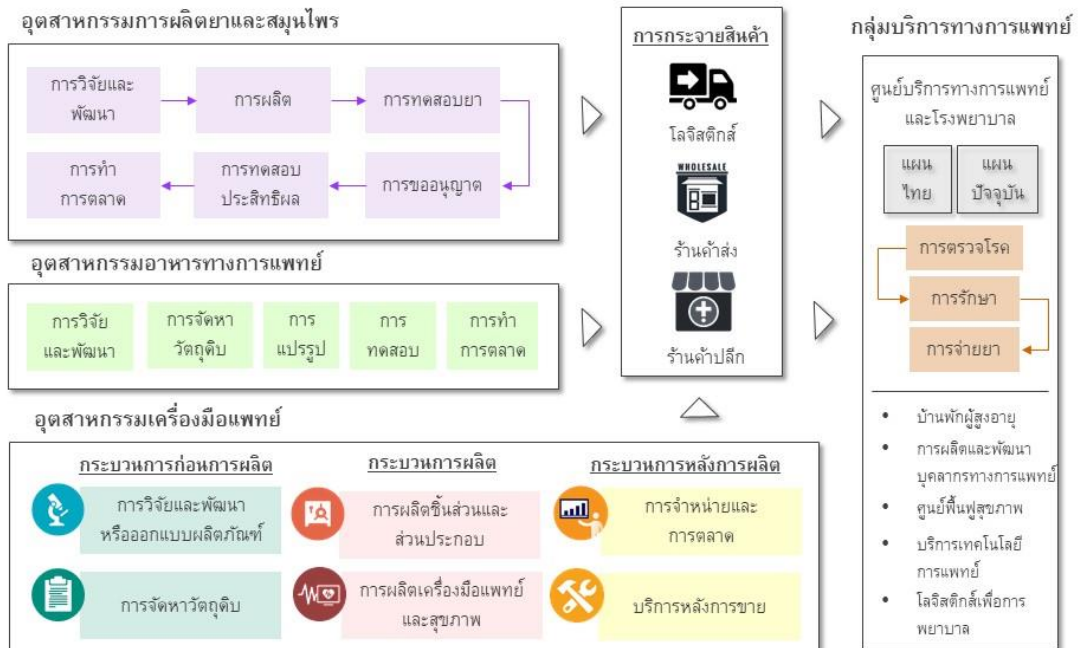 อุตสาหกรรมการผลิตยาและสมุนไพร
การวิจัยและ
พัฒนา
การผลิต
การทดสอบยา
การทำ
การตลาด
การทดสอบ
ประสิทธิผล
การขออนุญาต
อุตสาหกรรมอาหารทางการแพทย์
การวิจัย
และพัฒนา
การจัดหา
วัตถุดิบ
การ
แปรรูป
การ
ทดสอบ
การทำ
การตลาด
อุตสาหกรรมเครื่องมือแพทย์
กระบวนการก่อนการผลิต
การวิจัยและพัฒนา
หรือออกแบบผลิตภัณฑ์
การจัดหาวัตถุดิบ
กระบวนการผลิต
การผลิตชิ้นส่วนและ
ส่วนประกอบ
การผลิตเครื่องมือแพทย์
และสุขภาพ
กระบวนการหลังการผลิต
การจำหน่ายและ
การตลาด
บริการหลังการขาย
การกระจายสินค้า
โลจิสติกส์
WHOLESALE
ร้านค้าส่ง
ร้านค้าปลีก
กลุ่มบริการทางการแพทย์
ศูนย์บริการทางการแพทย์
และโรงพยาบาล
แผน
ไทย
แผน
ปัจจุบัน
การตรวจโรค
การรักษา
การจ่ายยา
• บ้านพักผู้สูงอายุ
• การผลิตและพัฒนา
บุคลากรทางการแพทย์
• ศูนย์ฟื้นฟูสุขภาพ
• บริการเทคโนโลยี
การแพทย์
• โลจิสติกส์เพื่อการ
พยาบาล